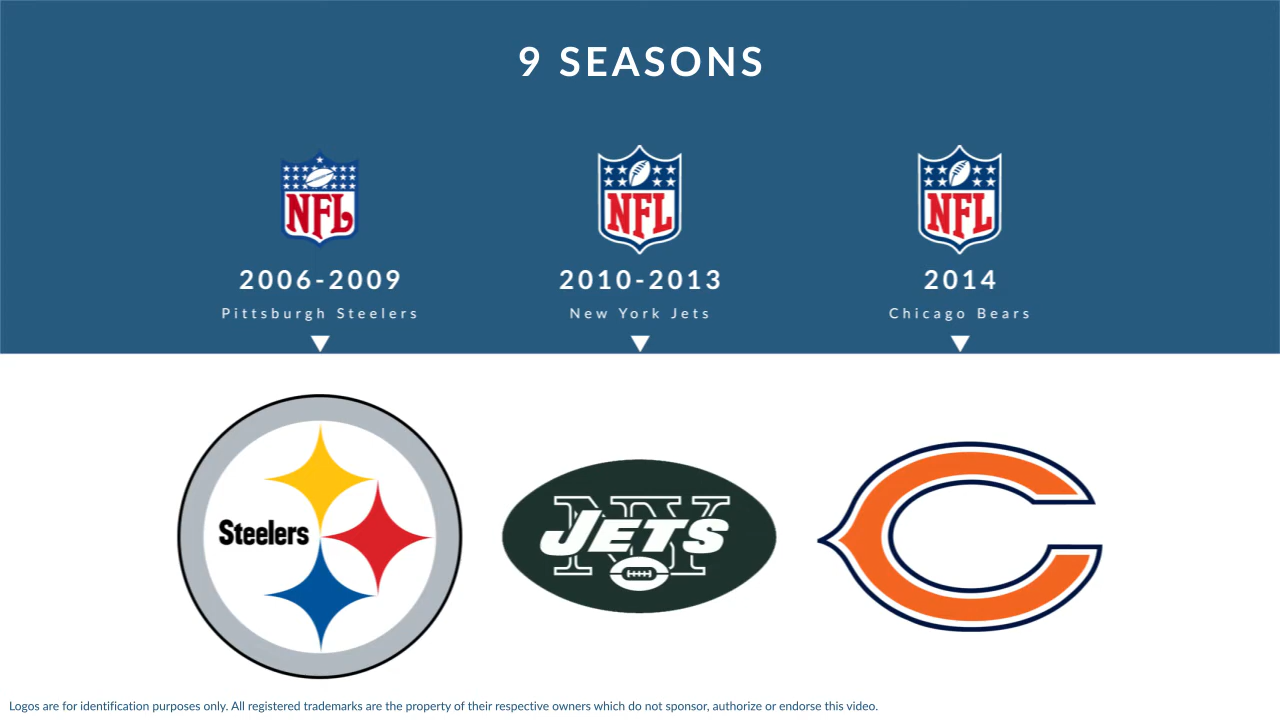 9 SEASONS
NFL NFL NFL
2006-2009 2010-2013 2014
Pittsburgh Steelers New York Jets Chicago Bears
Steelers NY JETS C
Logos are for identification purposes only. All registered trademarks are the property of their respective owners which do not sponsor, authorize or endorse this video.